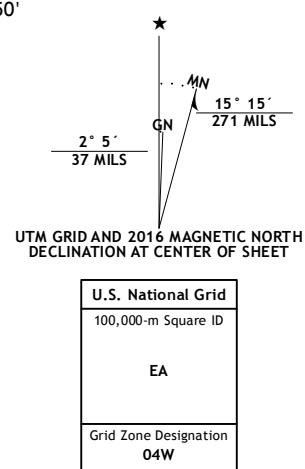 50'
MN
GN
15° 15´
271 MILS
2° 5´
37 MILS
UTM GRID AND 2016 MAGNETIC NORTH
DECLINATION AT CENTER OF SHEET
U.S. National Grid
100,000-m Square ID
EA
Grid Zone Designation
04W